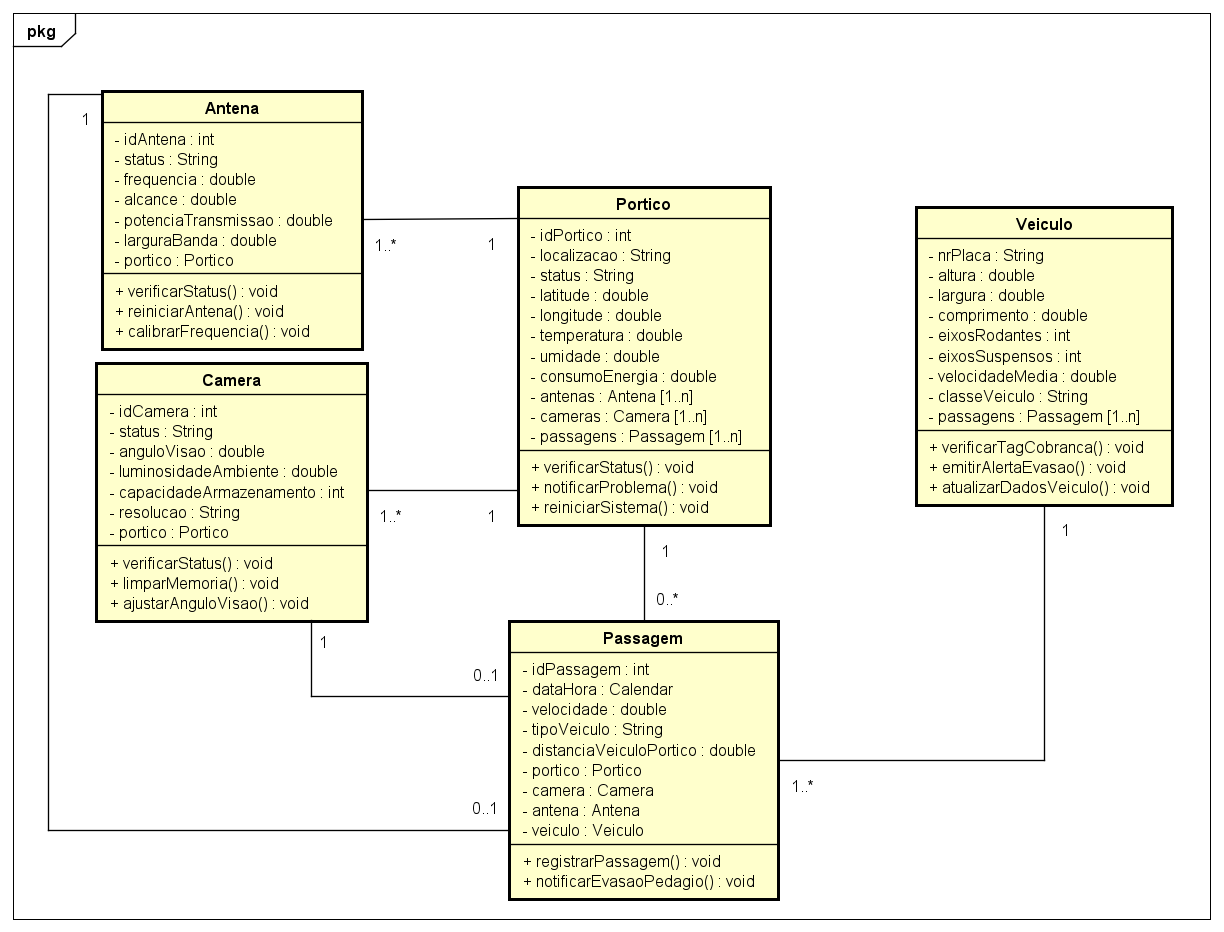 pkg
Antena
- idAntena : int
- status : String
- frequencia : double
- alcance : double
- potenciaTransmissao : double
- larguraBanda : double
- portico : Portico
+ verificarStatus() : void
+ reiniciarAntena() : void
+ calibrarFrequencia() : void
1
1..*
1
Portico
- idPortico : int
- localizacao : String
- status : String
- latitude : double
- longitude : double
- temperatura : double
- umidade : double
- consumoEnergia : double
- antenas : Antena [1..n]
- cameras : Camera [1..n]
- passagens : Passagem [1..n]
+ verificarStatus() : void
+ notificarProblema() : void
+ reiniciarSistema() : void
Veiculo
- nrPlaca : String
- altura : double
- largura : double
- comprimento : double
- eixosRodantes : int
- eixosSuspensos : int
- velocidadeMedia : double
- classeVeiculo : String
- passagens : Passagem [1..n]
+ verificarTagCobranca() : void
+ emitirAlertaEvasao() : void
+ atualizarDadosVeiculo() : void
Camera
- idCamera : int
- status : String
- anguloVisao : double
- luminosidadeAmbiente : double
- capacidadeArmazenamento : int
- resolucao : String
- portico : Portico
+ verificarStatus() : void
+ limparMemoria() : void
+ ajustarAnguloVisao() : void
1..*
1
1
1
0..*
1
0..1
0..1
1..*
Passagem
- idPassagem : int
- dataHora : Calendar
- velocidade : double
- tipoVeiculo : String
- distanciaVeiculoPortico : double
- portico : Portico
- camera : Camera
- antena : Antena
- veiculo : Veiculo
+ registrarPassagem() : void
+ notificarEvasaoPedagio() : void